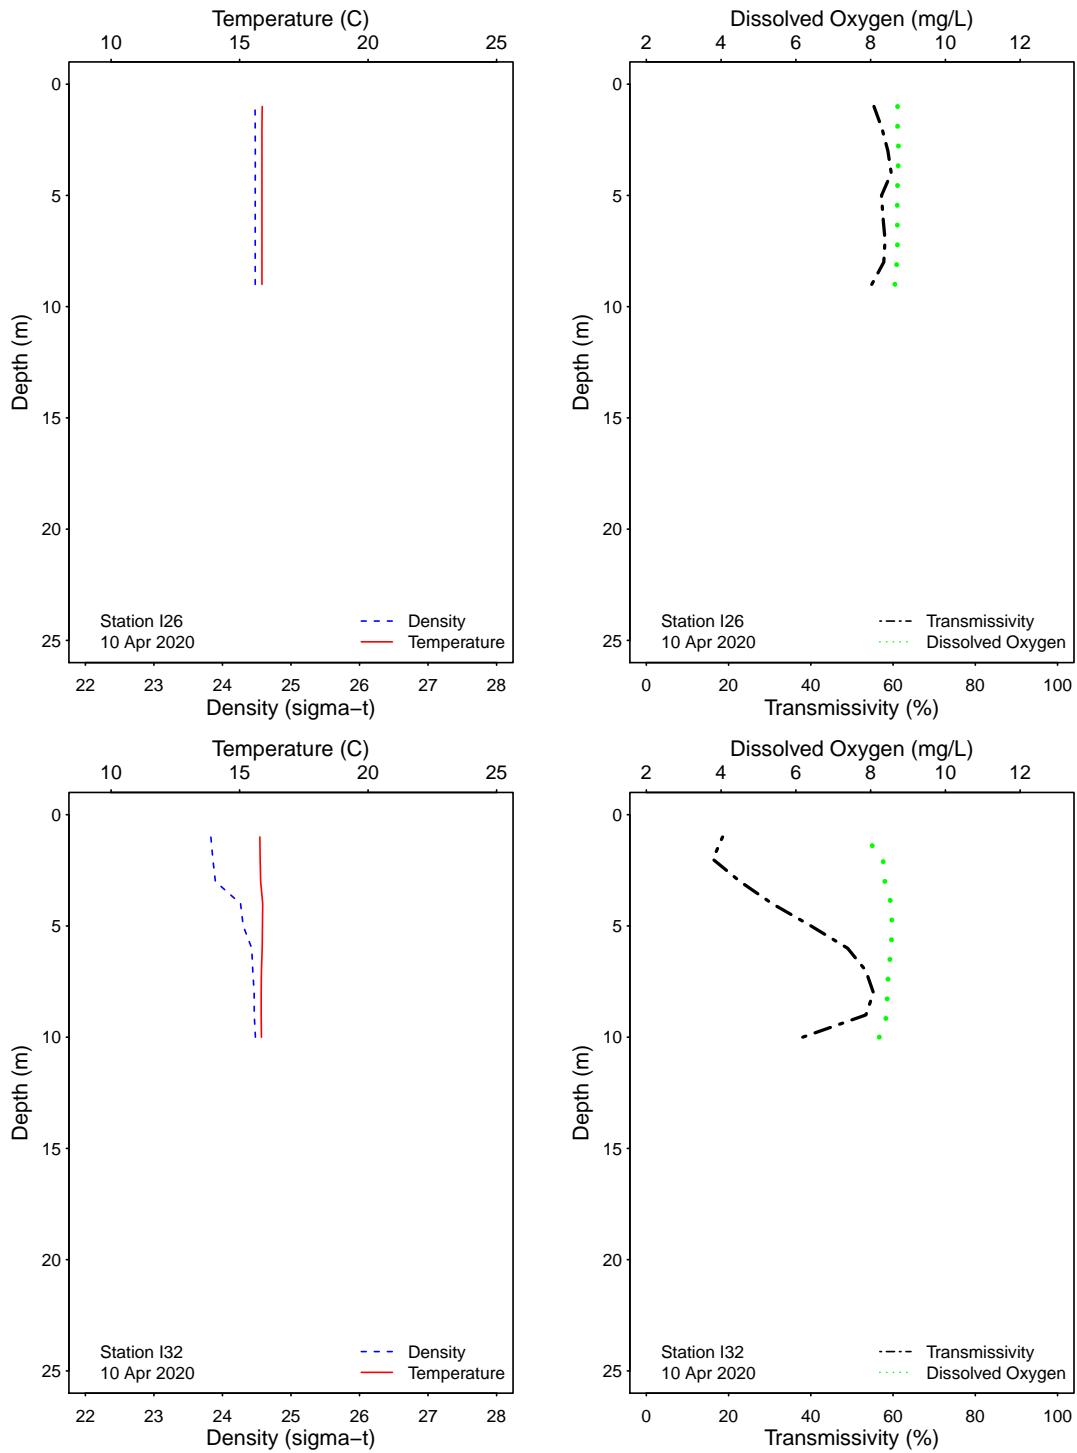 Temperature (C)
10 15 20 25
0
5
10
15
20
25
Depth (m)
Station I26
10 Apr 2020
Density
Temperature
22 23 24 25 26 27 28
Density (sigma−t)
Dissolved Oxygen (mg/L)
2 4 6 8 10 12
0
5
10
15
20
25
Depth (m)
Station I26
10 Apr 2020
Transmissivity
Dissolved Oxygen
0 20 40 60 80 100
Transmissivity (%)
Temperature (C)
10 15 20 25
0
5
10
15
20
25
Depth (m)
Station I32
10 Apr 2020
Density
Temperature
22 23 24 25 26 27 28
Density (sigma−t)
Dissolved Oxygen (mg/L)
2 4 6 8 10 12
0
5
10
15
20
25
Depth (m)
Station I32
10 Apr 2020
Transmissivity
Dissolved Oxygen
0 20 40 60 80 100
Transmissivity (%)